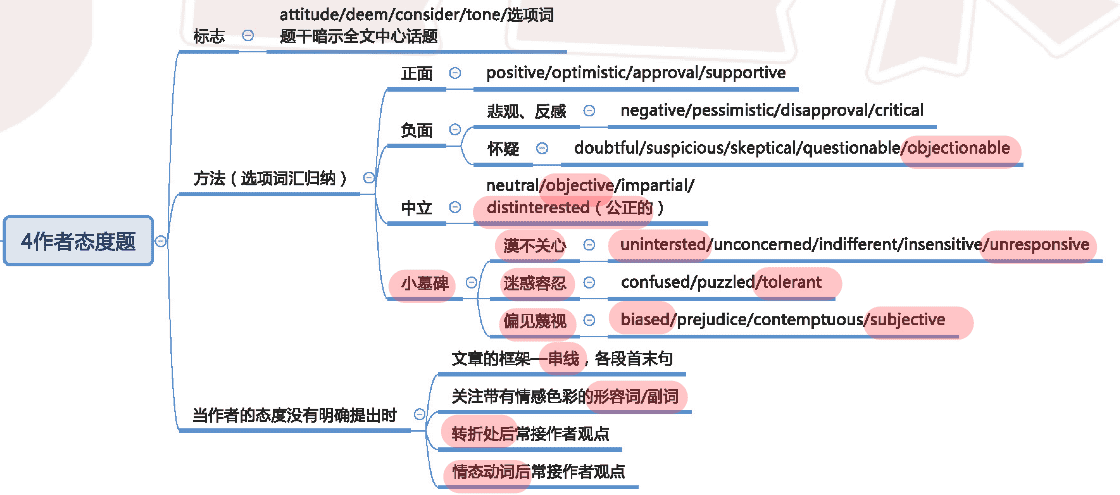 attitude/deem/consider/tone/选项词
标志
题干暗示全文中心话题
正面
positive/optimistic/approval/supportive
负面
悲观、反感
negative/pessimistic/disapproval/critical
怀疑
doubtful/suspicious/skeptical/questionable/objectionable
方法（选项词汇归纳）
中立
neutral/objective/impartial/
distinterested（公正的）
4作者态度题
小墓碑
漠不关心
unintersted/unconcerned/indifferent/insensitive/unresponsive
迷惑容忍
confused/puzzled/tolerant
偏见蔑视
biased/prejudice/contemptuous/subjective
当作者的态度没有明确提出时
文章的框架—串线，各段首末句
关注带有情感色彩的形容词/副词
转折处后常接作者观点
情态动词后常接作者观点